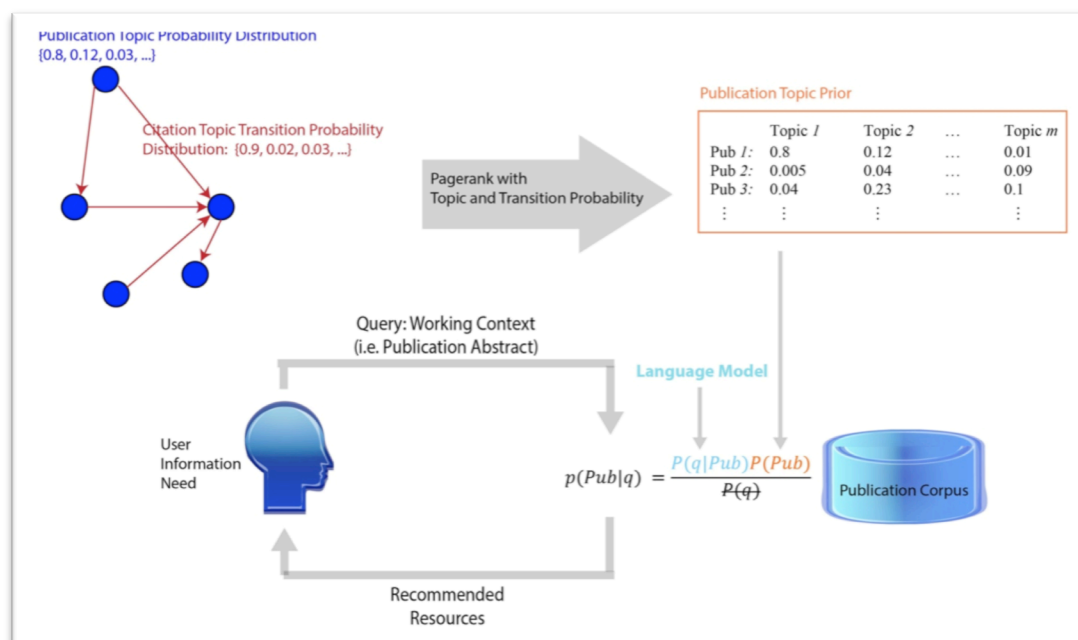 Publication Topic Probability Distribution
{0.8, 0.12, 0.03, ...}
Citation Topic Transition Probability
Distribution: {0.9, 0.02, 0.03, ...}
Pagerank with
Topic and Transition Probability
Publication Topic Prior
Topic 1 Topic 2 ... Topic m
Pub 1: 0.8 0.12 ... 0.01
Pub 2: 0.005 0.04 ... 0.09
Pub 3: 0.04 0.23 ... 0.1
⋮ ⋮ ⋮ ⋮
Query: Working Context
(i.e. Publication Abstract)
Language Model
User
Information
Need
p(Pub|q) = P(q|Pub)P(Pub)
P(q)
Publication Corpus
Recommended
Resources